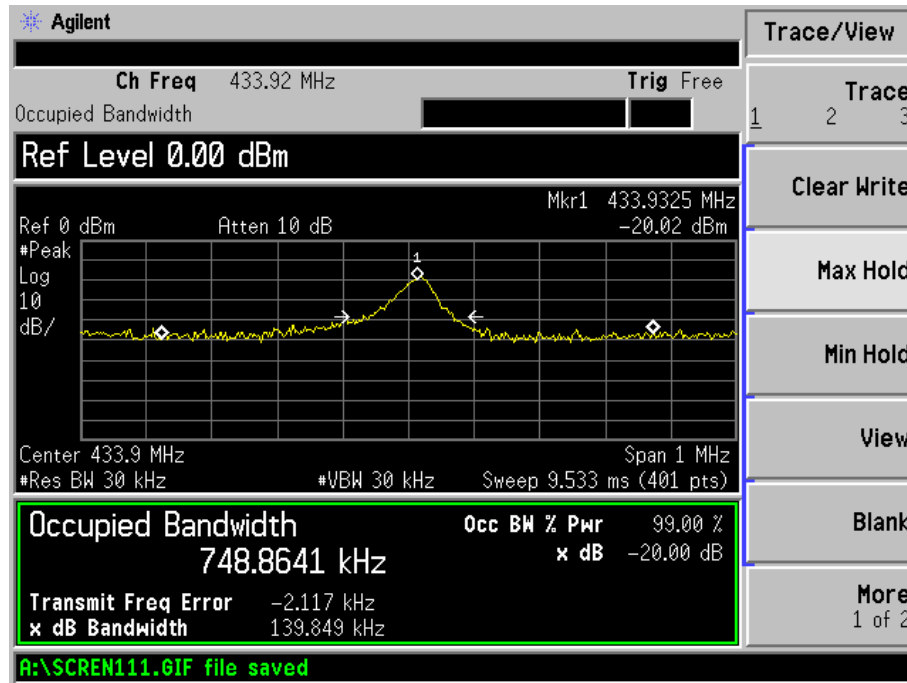 Agilent
Trace/View
Ch Freq 433.92 MHz Trig Free
Occupied Bandwidth
Trace
1 2 3
Ref Level 0.00 dBm
Clear Write
Mkr1 433.9325 MHz
Ref 0 dBm Atten 10 dB -20.02 dBm
#Peak
Log
10
dB/
1
Max Hold
Min Hold
View
Center 433.9 MHz Span 1 MHz
#Res BW 30 kHz #VBW 30 kHz Sweep 9.533 ms (401 pts)
Occupied Bandwidth Occ BW % Pwr 99.00 %
748.8641 kHz x dB -20.00 dB
Blank
Transmit Freq Error -2.117 kHz
x dB Bandwidth 139.849 kHz
More
1 of 2
A:\SCREN111.GIF file saved